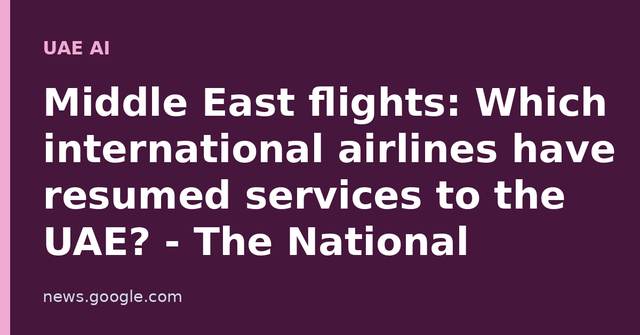 UAE AI
Middle East flights: Which
international airlines have
resumed services to the
UAE? - The National
news.google.com